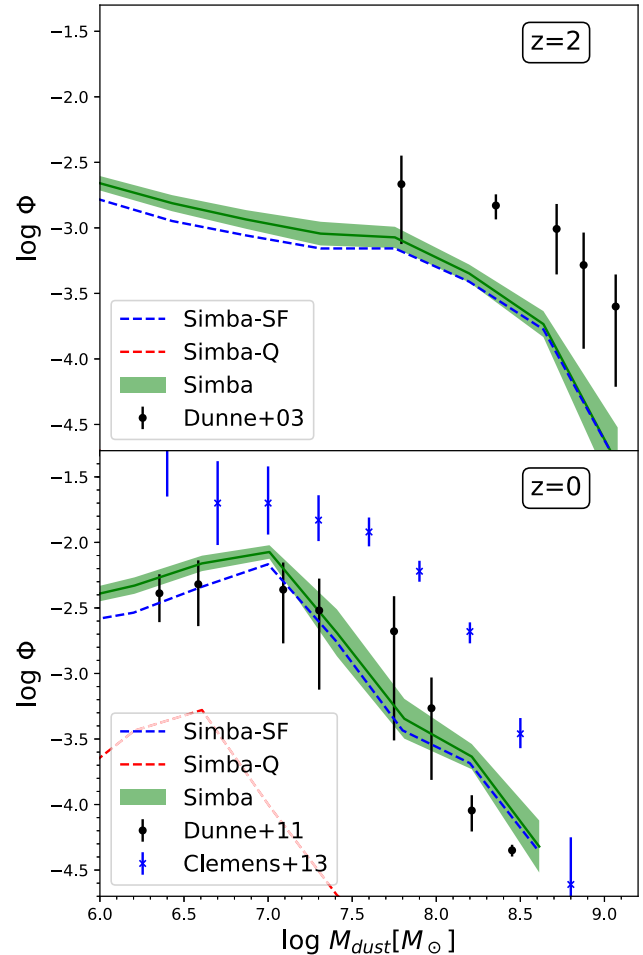 −1.5
z=2
−2.0
−2.5
log Φ
−3.0
−3.5
Simba-SF
Simba-Q
−4.0
Simba
−4.5
Dunne+03
−1.5
z=0
−2.0
−2.5
log Φ
−3.0
−3.5
Simba-SF
Simba-Q
−4.0
Simba
Dunne+11
−4.5
Clemens+13
6.0 6.5 7.0 7.5 8.0 8.5 9.0
log M_dust[M_⊙]